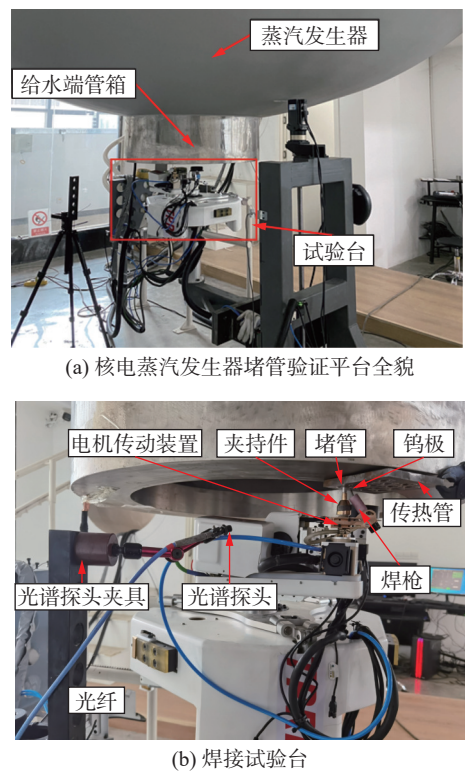 蒸汽发生器
给水端管箱
试验台
(a) 核电蒸汽发生器堵管验证平台全貌
电机传动装置 夹持件 堵管 钨极
传热管
焊枪
光谱探头夹具 光谱探头
光纤
(b) 焊接试验台